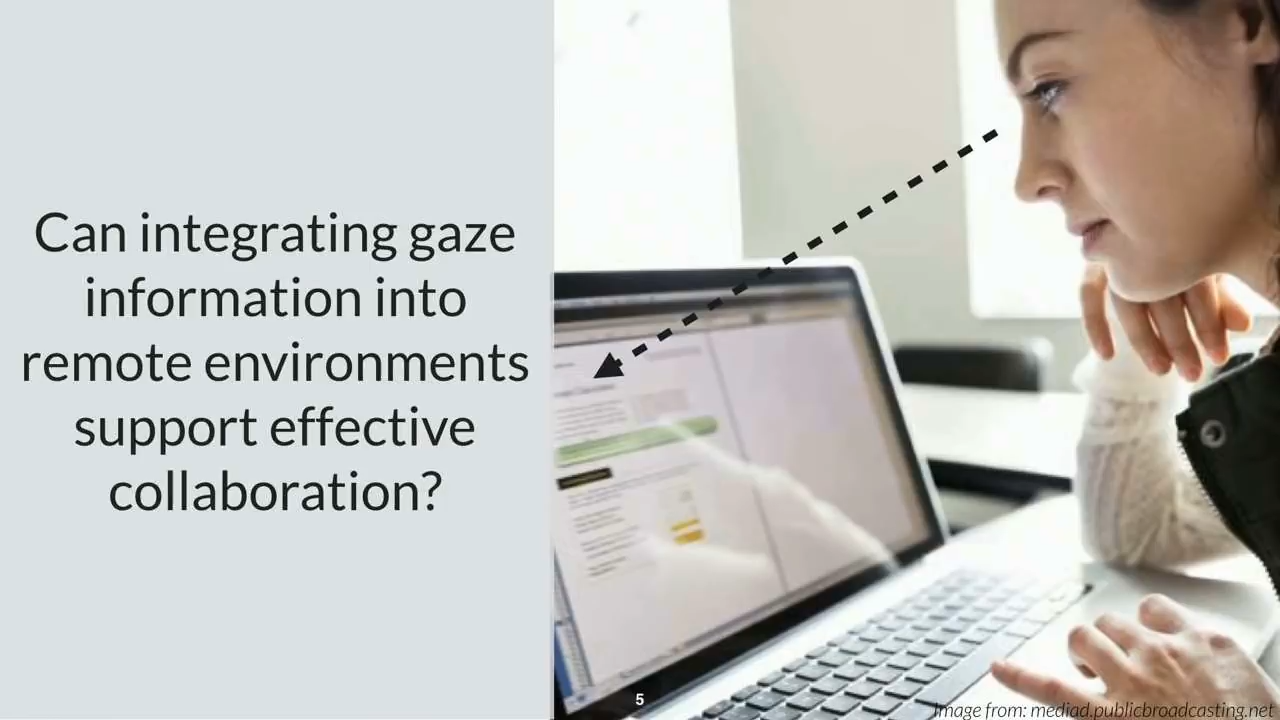 Can integrating gaze
information into
remote environments
support effective
collaboration?
5
Image from: mediad.publicbroadcasting.net